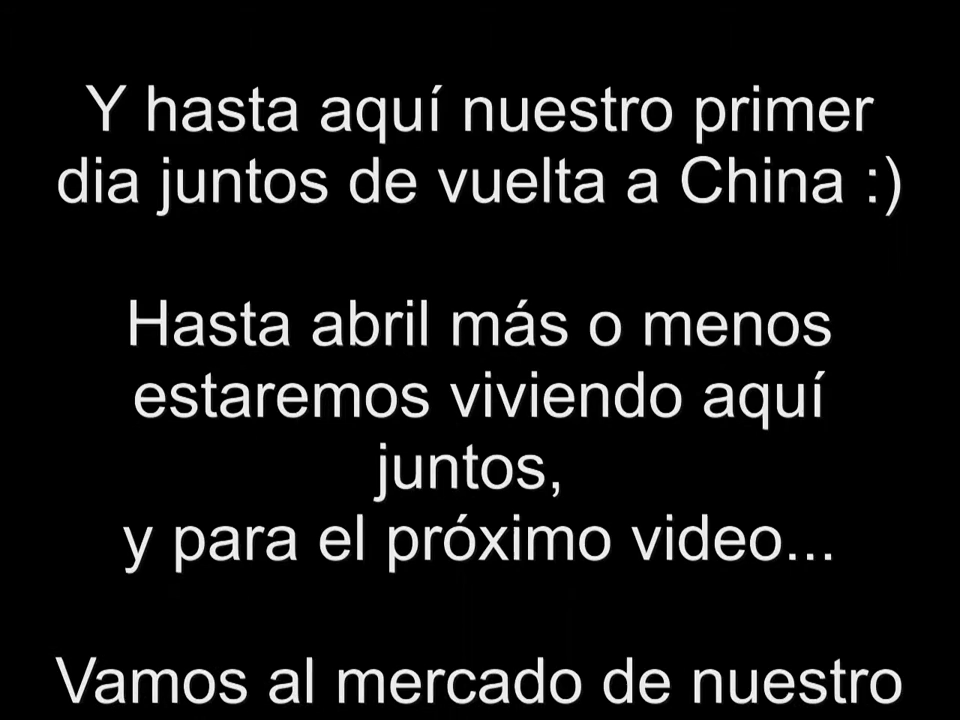 Y hasta aquí nuestro primer
dia juntos de vuelta a China :)
Hasta abril más o menos
estaremos viviendo aquí
juntos,
y para el próximo video...
Vamos al mercado de nuestro